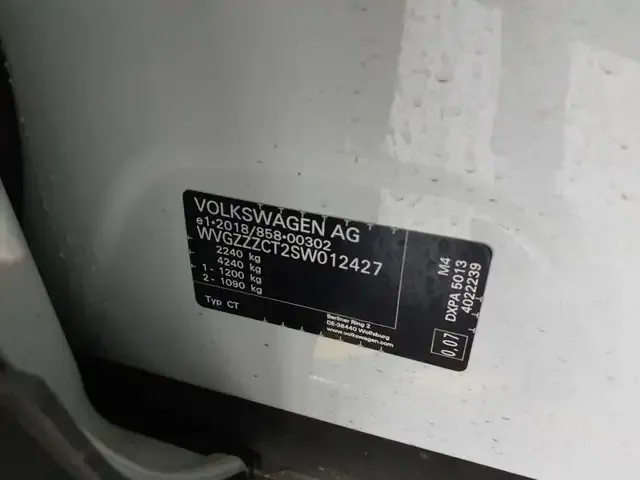 VOLKSWAGEN AG
e1*2018/858*00302
WVGZZZCT2SW012427
2240 kg
4240 kg
1 - 1200 kg
2 - 1090 kg
Typ CT
Berliner Ring 2
DE-38440 Wolfsburg
www.volkswagen.com
M4
DXPA 5013
4022239
0,07